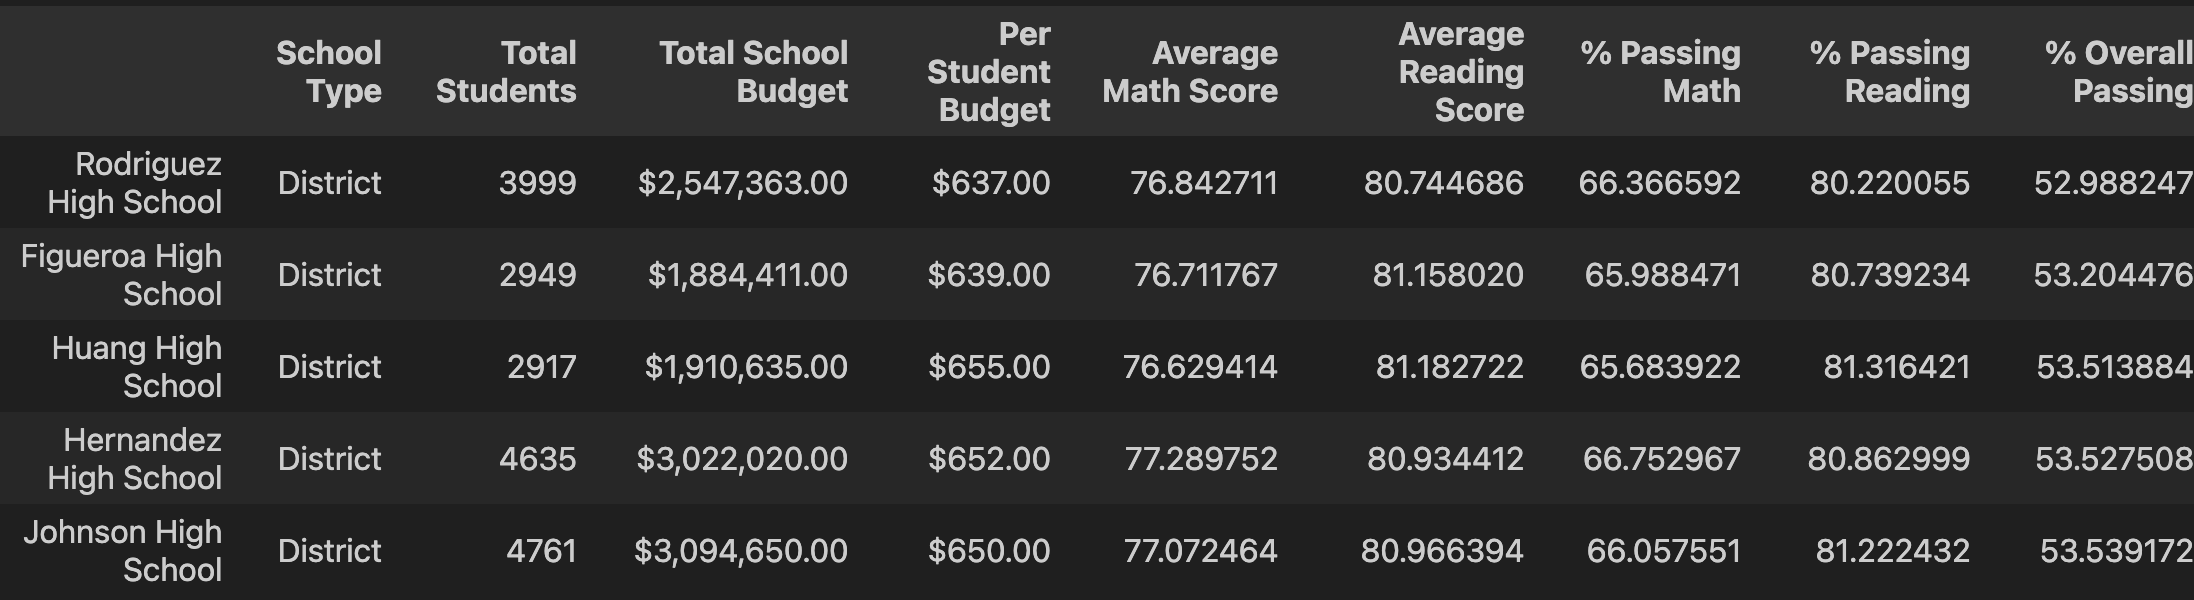 School Type Total Students Total School Budget Per Student Budget Average Math Score Average Reading Score % Passing Math % Passing Reading % Overall Passing
Rodriguez High School District 3999 $2,547,363.00 $637.00 76.842711 80.744686 66.366592 80.220055 52.988247
Figueroa High School District 2949 $1,884,411.00 $639.00 76.711767 81.158020 65.988471 80.739234 53.204476
Huang High School District 2917 $1,910,635.00 $655.00 76.629414 81.182722 65.683922 81.316421 53.513884
Hernandez High School District 4635 $3,022,020.00 $652.00 77.289752 80.934412 66.752967 80.862999 53.527508
Johnson High School District 4761 $3,094,650.00 $650.00 77.072464 80.966394 66.057551 81.222432 53.539172